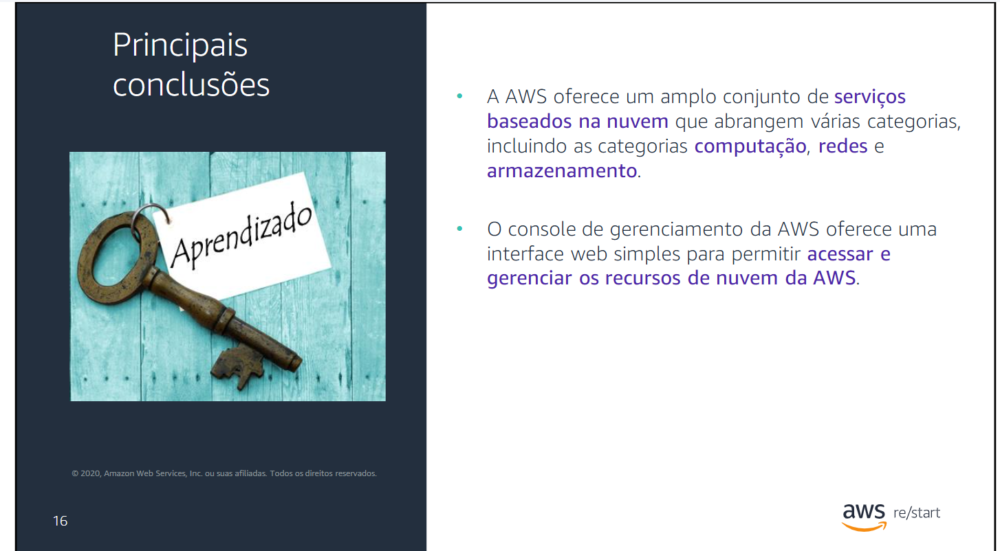 Principais
conclusões
Aprendizado
© 2020, Amazon Web Services, Inc. ou suas afiliadas. Todos os direitos reservados.
16
• A AWS oferece um amplo conjunto de serviços
baseados na nuvem que abrangem várias categorias,
incluindo as categorias computação, redes e
armazenamento.
• O console de gerenciamento da AWS oferece uma
interface web simples para permitir acessar e
gerenciar os recursos de nuvem da AWS.
aws re/start